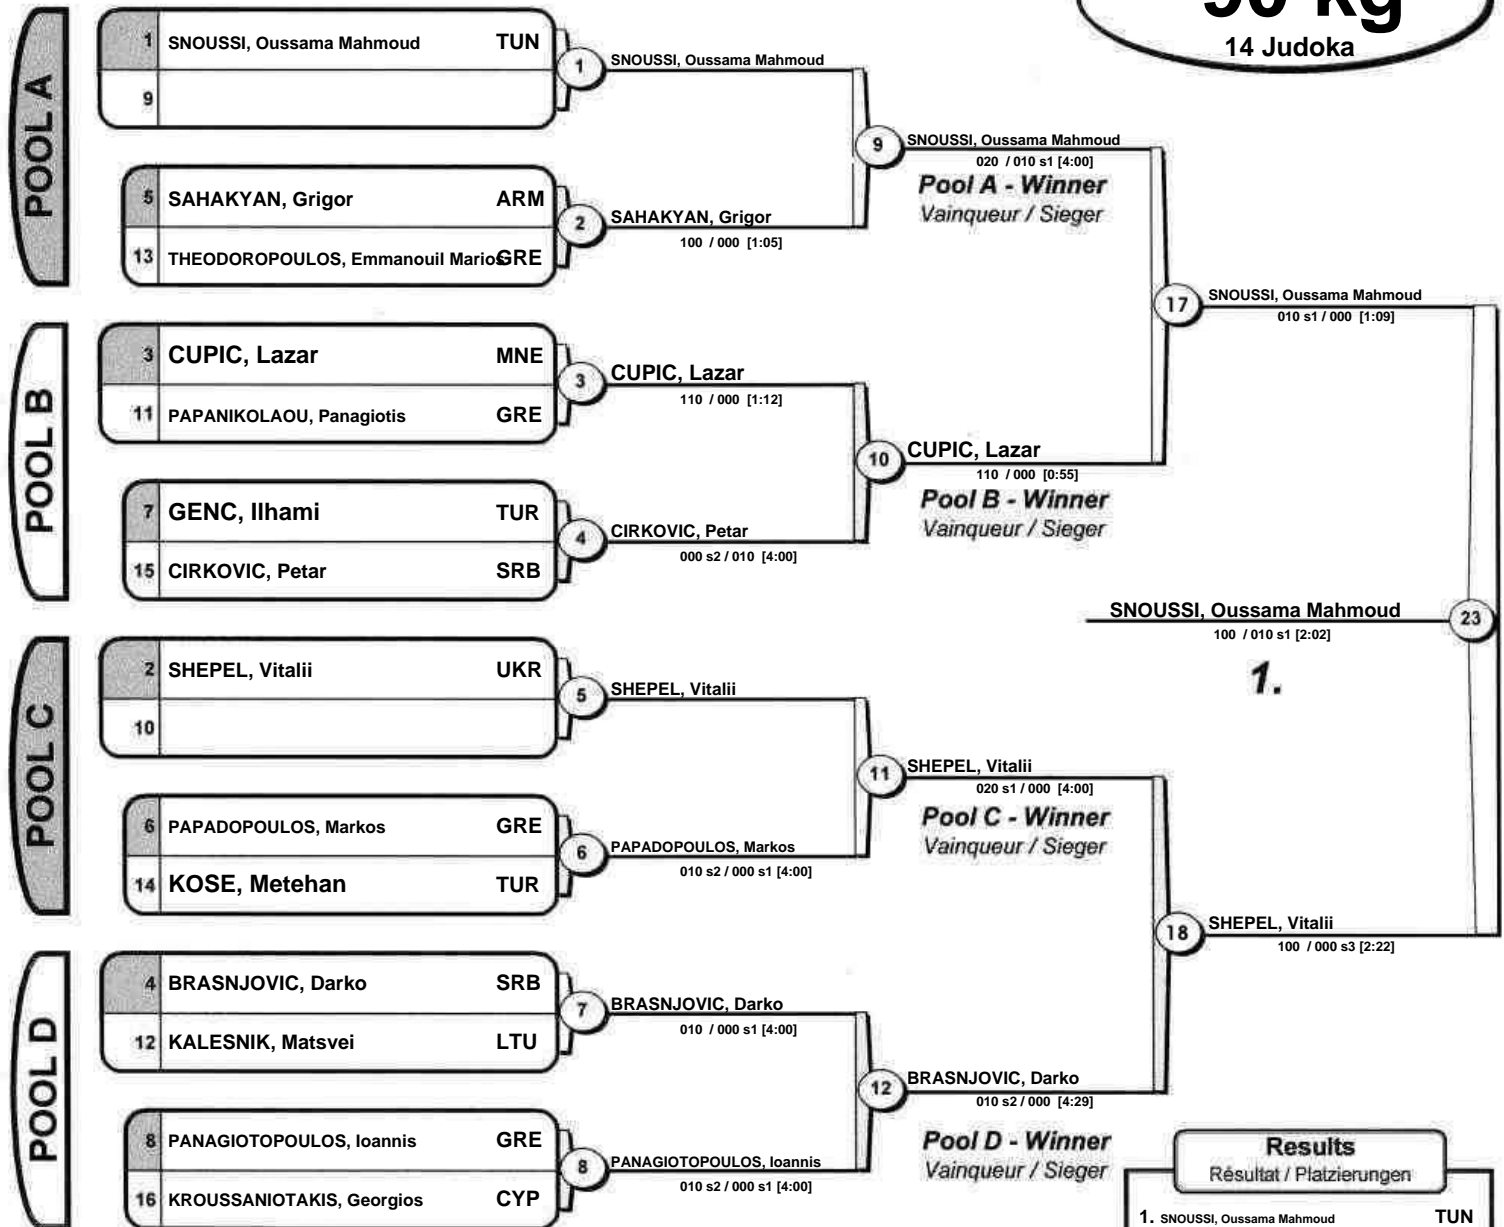 90 kg
14 Judoka
POOL A
1 SNOUSSI, Oussama Mahmoud TUN
9
1
SNOUSSI, Oussama Mahmoud
5 SAHAKYAN, Grigor ARM
13 THEODOROPOULOS, Emmanouil Marios GRE
2
SAHAKYAN, Grigor
100 / 000 [1:05]
9
SNOUSSI, Oussama Mahmoud
020 / 010 s1 [4:00]
Pool A - Winner
Vainqueur / Sieger
POOL B
3 CUPIC, Lazar MNE
11 PAPANIKOLAOU, Panagiotis GRE
3
CUPIC, Lazar
110 / 000 [1:12]
7 GENC, Ilhami TUR
15 CIRKOVIC, Petar SRB
4
CIRKOVIC, Petar
000 s2 / 010 [4:00]
10
CUPIC, Lazar
110 / 000 [0:55]
Pool B - Winner
Vainqueur / Sieger
17
SNOUSSI, Oussama Mahmoud
010 s1 / 000 [1:09]
POOL C
2 SHEPEL, Vitalii UKR
10
5
SHEPEL, Vitalii
6 PAPADOPOULOS, Markos GRE
14 KOSE, Metehan TUR
6
PAPADOPOULOS, Markos
010 s2 / 000 s1 [4:00]
11
SHEPEL, Vitalii
020 s1 / 000 [4:00]
Pool C - Winner
Vainqueur / Sieger
POOL D
4 BRASNJOVIC, Darko SRB
12 KALESNIK, Matsvei LTU
7
BRASNJOVIC, Darko
010 / 000 s1 [4:00]
8 PANAGIOTOPOULOS, Ioannis GRE
16 KROUSSANIOTAKIS, Georgios CYP
8
PANAGIOTOPOULOS, Ioannis
010 s2 / 000 s1 [4:00]
12
BRASNJOVIC, Darko
010 s2 / 000 [4:29]
Pool D - Winner
Vainqueur / Sieger
18
SHEPEL, Vitalii
100 / 000 s3 [2:22]
SNOUSSI, Oussama Mahmoud
100 / 010 s1 [2:02]
23
1.
Results
Résultat / Platzierungen
1. SNOUSSI, Oussama Mahmoud TUN